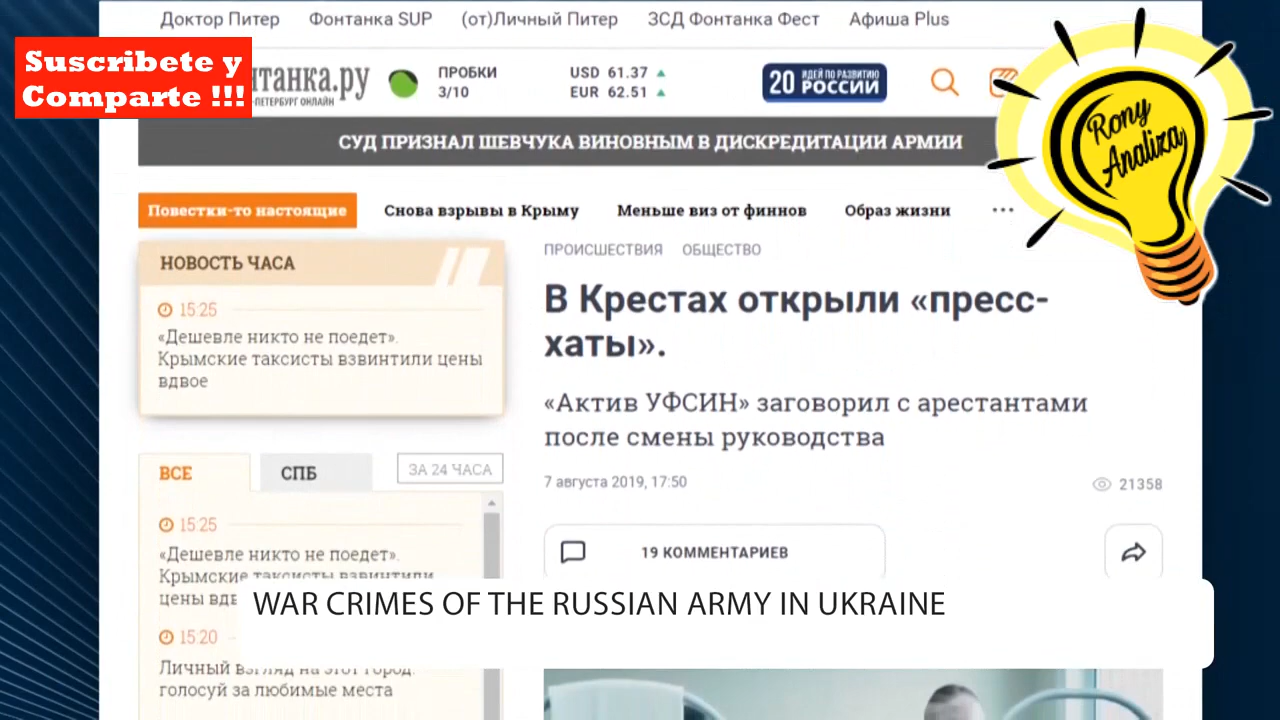 Доктор Питер Фонтанка SUP (от)Личный Питер ЗСД Фонтанка Фест Афиша Plus
Suscribete y
Comparte !!!
нтанка.ру
-ПЕТЕРБУРГ ОНЛАЙН
ПРОБКИ
3/10
USD 61.37
EUR 62.51
20 ИДЕЙ ПО РАЗВИТИЮ
РОССИИ
Rony
Analiza
СУД ПРИЗНАЛ ШЕВЧУКА ВИНОВНЫМ В ДИСКРЕДИТАЦИИ АРМИИ
Повестки-то настоящие Снова взрывы в Крыму Меньше виз от финнов Образ жизни ...
НОВОСТЬ ЧАСА
15:25
«Дешевле никто не поедет».
Крымские таксисты взвинтили цены
вдвое
ВСЕ СПБ ЗА 24 ЧАСА
15:25
«Дешевле никто не поедет».
Крымские таксисты взвинтили
цены вдв
15:20
Личный взгляд на этот город:
голосуй за любимые места
ПРОИСШЕСТВИЯ ОБЩЕСТВО
В Крестах открыли «пресс-
хаты».
«Актив УФСИН» заговорил с арестантами
после смены руководства
7 августа 2019, 17:50
21358
19 КОММЕНТАРИЕВ
WAR CRIMES OF THE RUSSIAN ARMY IN UKRAINE